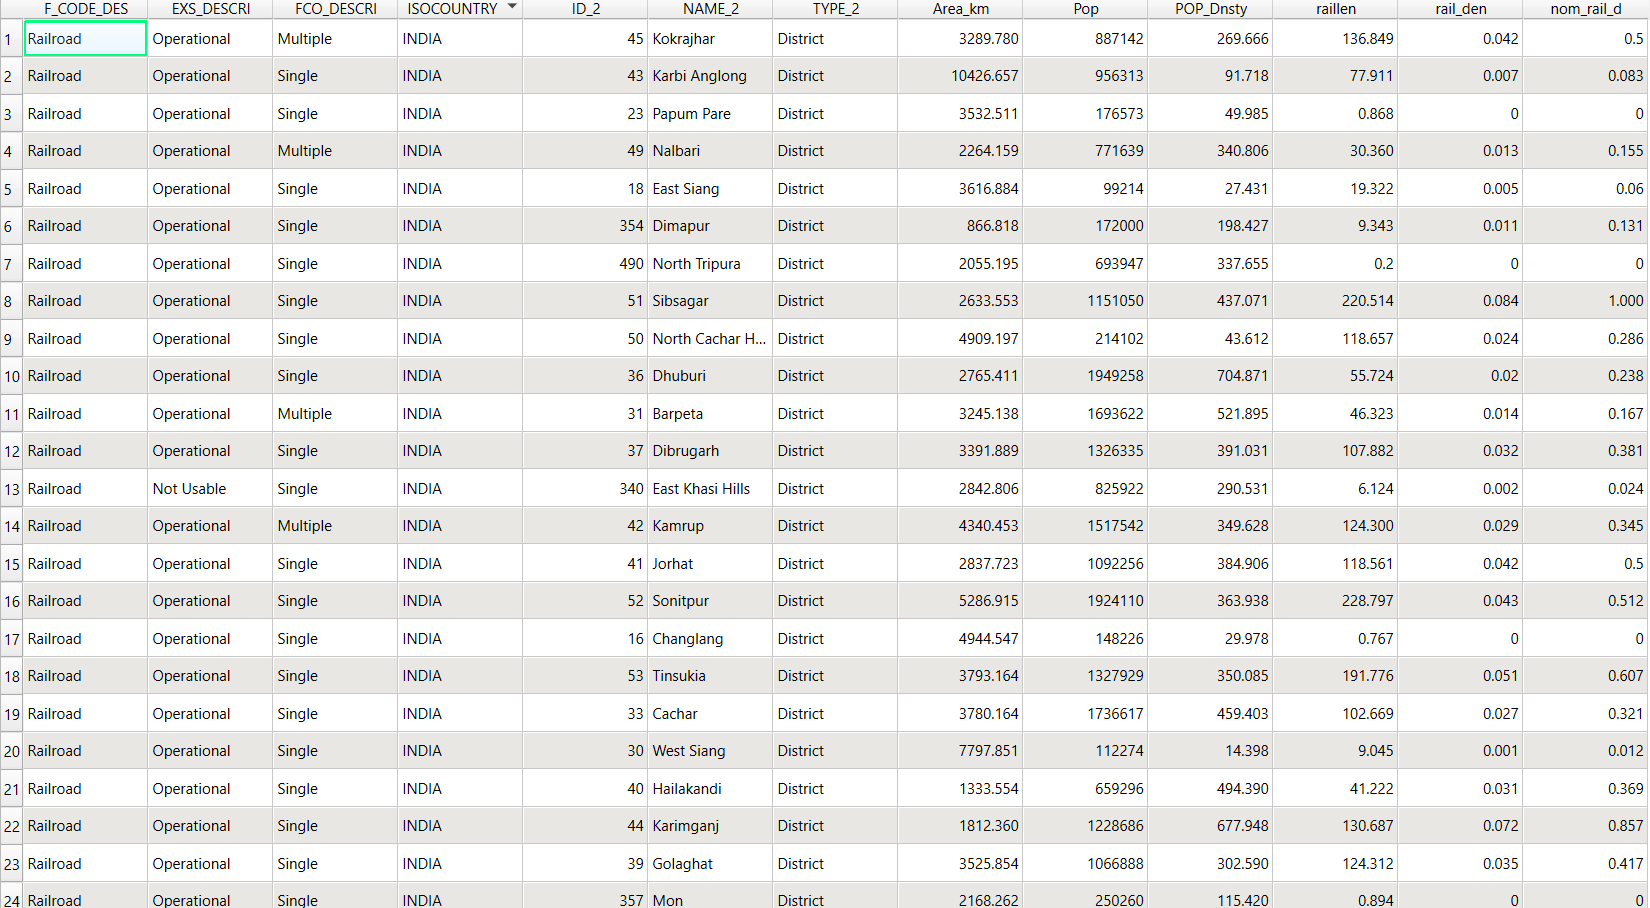 F_CODE_DES EXS_DESCRI FCO_DESCRI ISOCOUNTRY ID_2 NAME_2 TYPE_2 Area_km Pop POP_Dnsty raillen rail_den nom_rail_d
1 Railroad Operational Multiple INDIA 45 Kokrajhar District 3289.780 887142 269.666 136.849 0.042 0.5
2 Railroad Operational Single INDIA 43 Karbi Anglong District 10426.657 956313 91.718 77.911 0.007 0.083
3 Railroad Operational Single INDIA 23 Papum Pare District 3532.511 176573 49.985 0.868 0 0
4 Railroad Operational Multiple INDIA 49 Nalbari District 2264.159 771639 340.806 30.360 0.013 0.155
5 Railroad Operational Single INDIA 18 East Siang District 3616.884 99214 27.431 19.322 0.005 0.06
6 Railroad Operational Single INDIA 354 Dimapur District 866.818 172000 198.427 9.343 0.011 0.131
7 Railroad Operational Single INDIA 490 North Tripura District 2055.195 693947 337.655 0.2 0 0
8 Railroad Operational Single INDIA 51 Sibsagar District 2633.553 1151050 437.071 220.514 0.084 1.000
9 Railroad Operational Single INDIA 50 North Cachar H... District 4909.197 214102 43.612 118.657 0.024 0.286
10 Railroad Operational Single INDIA 36 Dhuburi District 2765.411 1949258 704.871 55.724 0.02 0.238
11 Railroad Operational Multiple INDIA 31 Barpeta District 3245.138 1693622 521.895 46.323 0.014 0.167
12 Railroad Operational Single INDIA 37 Dibrugarh District 3391.889 1326335 391.031 107.882 0.032 0.381
13 Railroad Not Usable Single INDIA 340 East Khasi Hills District 2842.806 825922 290.531 6.124 0.002 0.024
14 Railroad Operational Multiple INDIA 42 Kamrup District 4340.453 1517542 349.628 124.300 0.029 0.345
15 Railroad Operational Single INDIA 41 Jorhat District 2837.723 1092256 384.906 118.561 0.042 0.5
16 Railroad Operational Single INDIA 52 Sonitpur District 5286.915 1924110 363.938 228.797 0.043 0.512
17 Railroad Operational Single INDIA 16 Changlang District 4944.547 148226 29.978 0.767 0 0
18 Railroad Operational Single INDIA 53 Tinsukia District 3793.164 1327929 350.085 191.776 0.051 0.607
19 Railroad Operational Single INDIA 33 Cachar District 3780.164 1736617 459.403 102.669 0.027 0.321
20 Railroad Operational Single INDIA 30 West Siang District 7797.851 112274 14.398 9.045 0.001 0.012
21 Railroad Operational Single INDIA 40 Hailakandi District 1333.554 659296 494.390 41.222 0.031 0.369
22 Railroad Operational Single INDIA 44 Karimganj District 1812.360 1228686 677.948 130.687 0.072 0.857
23 Railroad Operational Single INDIA 39 Golaghat District 3525.854 1066888 302.590 124.312 0.035 0.417
24 Railroad Operational Single INDIA 357 Mon District 2168.262 250260 115.420 0.894 0 0